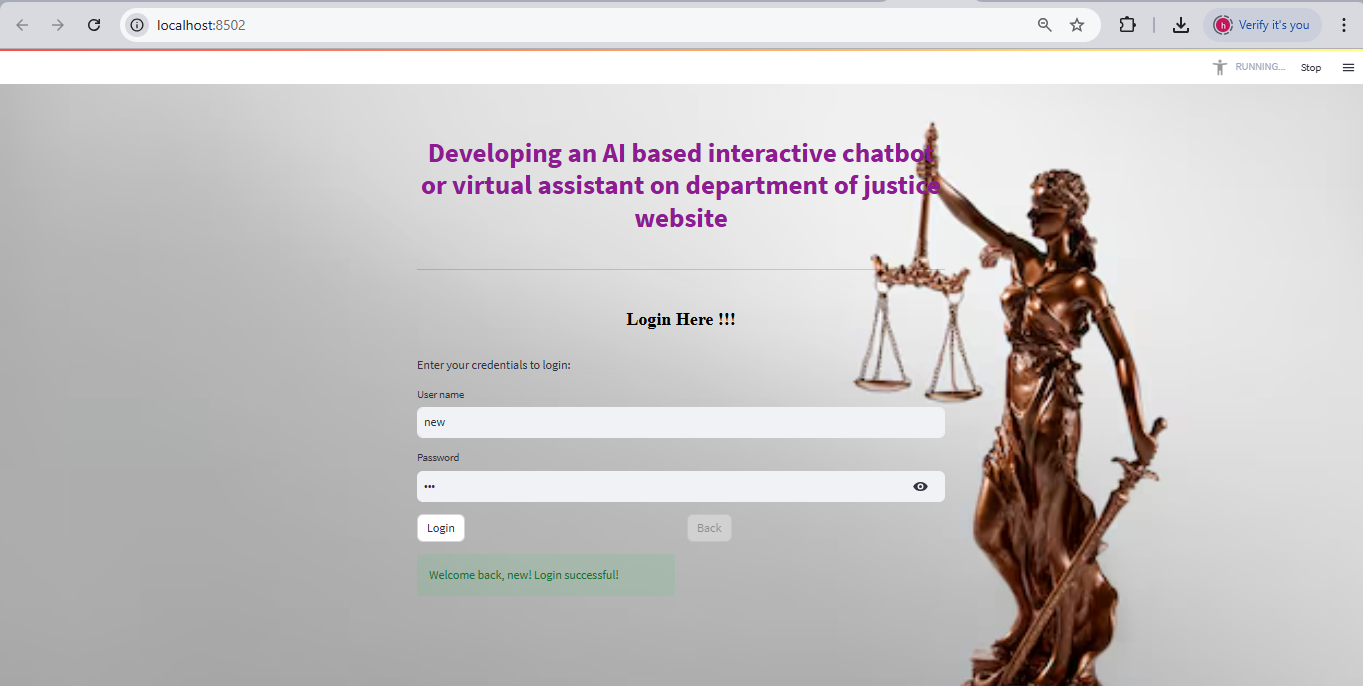 localhost:8502
h
Verify it's you
RUNNING...
Stop
Developing an AI based interactive chatbot
or virtual assistant on department of justice
website
Login Here !!!
Enter your credentials to login:
User name
new
Password
•••
Login
Back
Welcome back, new! Login successful!